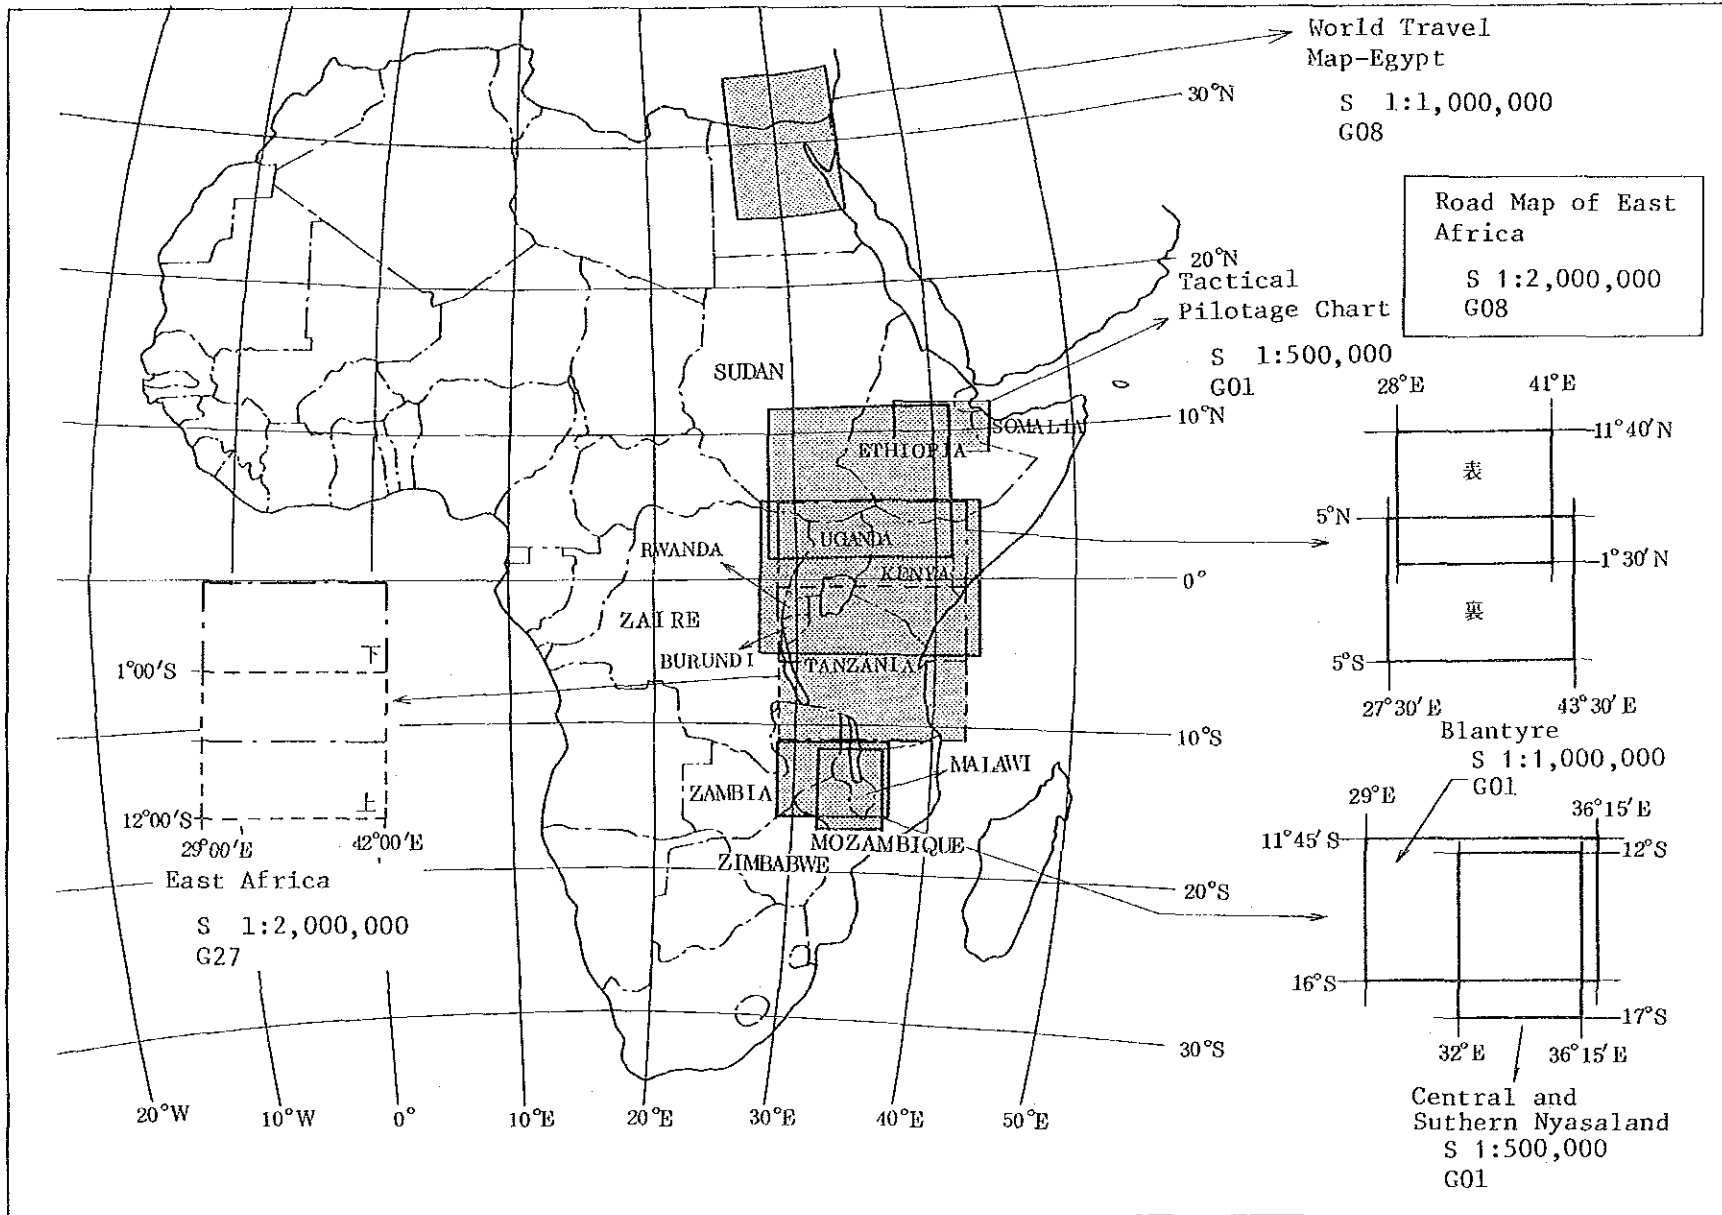 World Travel
Map-Egypt
S 1:1,000,000
G08
30°N
Road Map of East
Africa
S 1:2,000,000
G08
20°N
Tactical
Pilotage Chart
S 1:500,000
G01
SUDAN
10°N
SOMALIA
ETHIOPIA
28°E
41°E
11°40′N
表
5°N
1°30′N
裏
5°S
27°30′E
43°30′E
UGANDA
RWANDA
KENYA
0°
ZAIRE
BURUNDI
TANZANIA
下
1°00′S
上
12°00′S
29°00′E
42°00′E
East Africa
S 1:2,000,000
G27
10°S
MALAWI
ZAMBIA
MOZAMBIQUE
ZIMBABWE
20°S
30°S
Blantyre
S 1:1,000,000
G01
29°E
36°15′E
11°45′S
12°S
16°S
17°S
32°E
36°15′E
Central and
Suthern Nyasaland
S 1:500,000
G01
20°W
10°W
0°
10°E
20°E
30°E
40°E
50°E